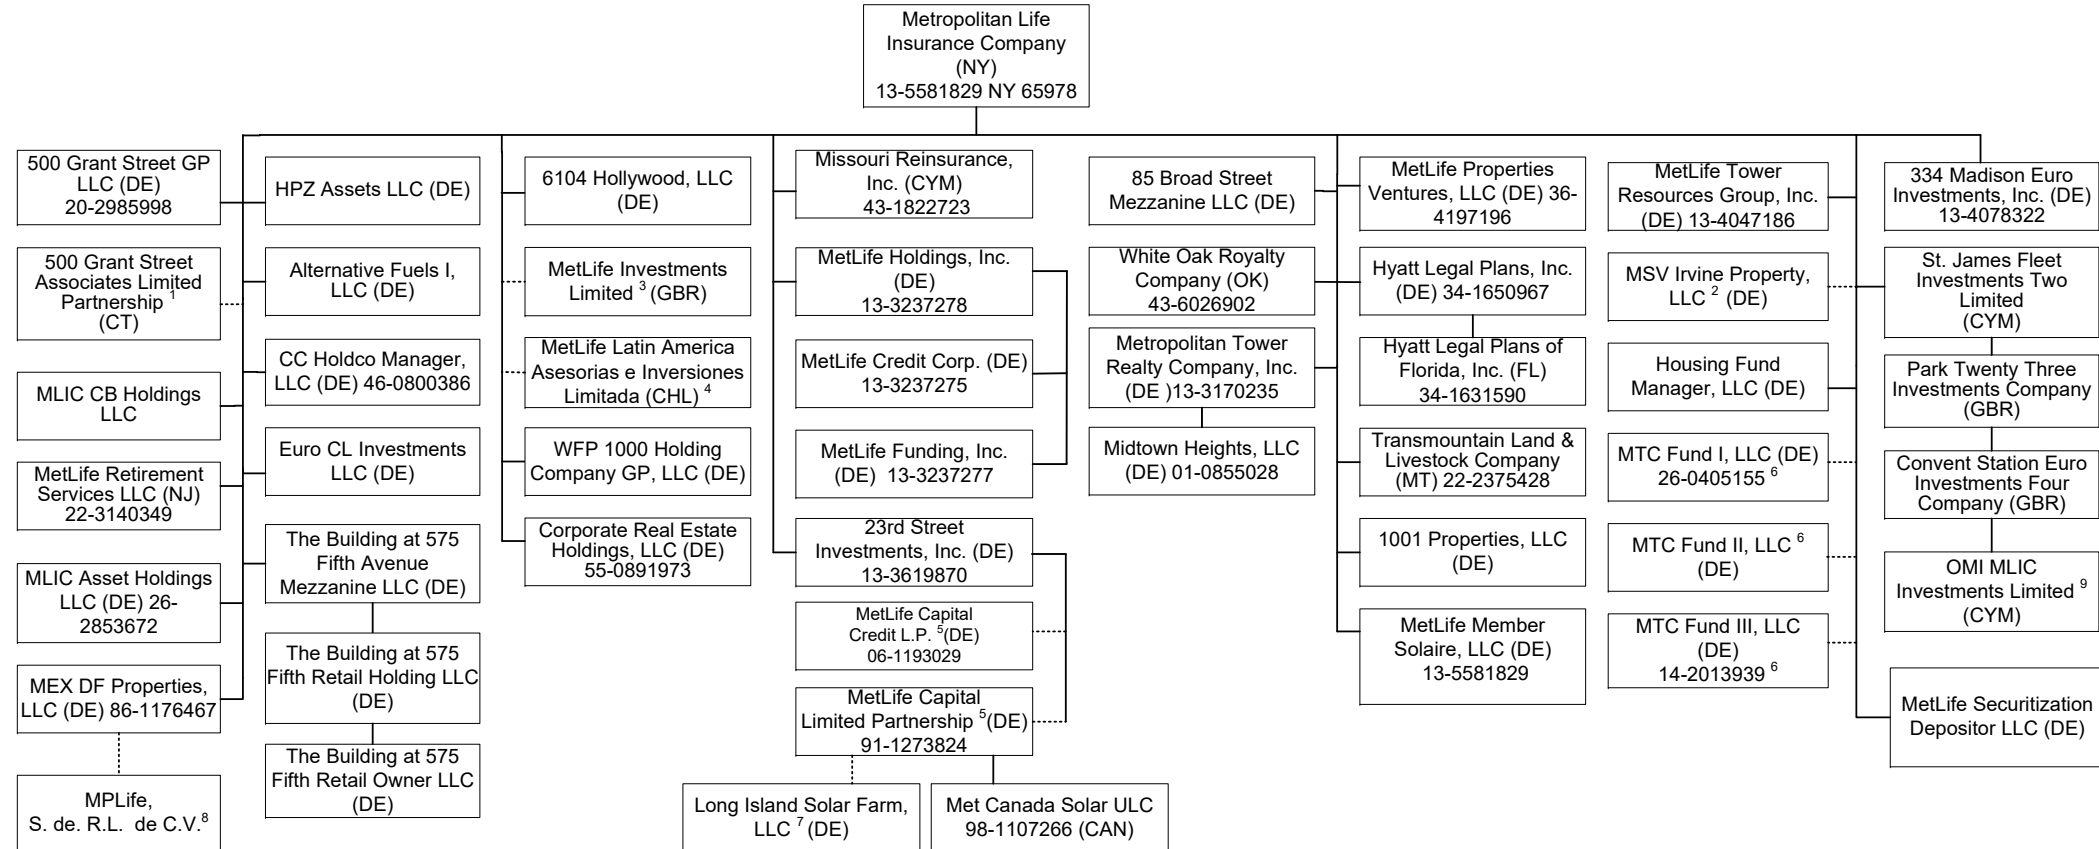 Metropolitan Life
Insurance Company
(NY)
13-5581829 NY 65978
500 Grant Street GP
LLC (DE)
20-2985998
500 Grant Street
Associates Limited
Partnership 1
(CT)
MLIC CB Holdings
LLC
MetLife Retirement
Services LLC (NJ)
22-3140349
MLIC Asset Holdings
LLC (DE) 26-
2853672
MEX DF Properties,
LLC (DE) 86-1176467
MPLife,
S. de. R.L. de C.V.8
HPZ Assets LLC (DE)
Alternative Fuels I,
LLC (DE)
CC Holdco Manager,
LLC (DE) 46-0800386
Euro CL Investments
LLC (DE)
The Building at 575
Fifth Avenue
Mezzanine LLC (DE)
The Building at 575
Fifth Retail Holding LLC
(DE)
The Building at 575
Fifth Retail Owner LLC
(DE)
6104 Hollywood, LLC
(DE)
MetLife Investments
Limited 3 (GBR)
MetLife Latin America
Asesorias e Inversiones
Limitada (CHL) 4
WFP 1000 Holding
Company GP, LLC (DE)
Corporate Real Estate
Holdings, LLC (DE)
55-0891973
Missouri Reinsurance,
Inc. (CYM)
43-1822723
MetLife Holdings, Inc.
(DE)
13-3237278
MetLife Credit Corp. (DE)
13-3237275
MetLife Funding, Inc.
(DE) 13-3237277
23rd Street
Investments, Inc. (DE)
13-3619870
MetLife Capital
Credit L.P. 5(DE)
06-1193029
MetLife Capital
Limited Partnership 5(DE)
91-1273824
Long Island Solar Farm,
LLC 7 (DE)
Met Canada Solar ULC
98-1107266 (CAN)
85 Broad Street
Mezzanine LLC (DE)
White Oak Royalty
Company (OK)
43-6026902
Metropolitan Tower
Realty Company, Inc.
(DE )13-3170235
Midtown Heights, LLC
(DE) 01-0855028
MetLife Properties
Ventures, LLC (DE) 36-
4197196
Hyatt Legal Plans, Inc.
(DE) 34-1650967
Hyatt Legal Plans of
Florida, Inc. (FL)
34-1631590
Transmountain Land &
Livestock Company
(MT) 22-2375428
1001 Properties, LLC
(DE)
MetLife Member
Solaire, LLC (DE)
13-5581829
MetLife Tower
Resources Group, Inc.
(DE) 13-4047186
MSV Irvine Property,
LLC 2 (DE)
Housing Fund
Manager, LLC (DE)
MTC Fund I, LLC (DE)
26-0405155 6
MTC Fund II, LLC 6
(DE)
MTC Fund III, LLC
(DE)
14-2013939 6
334 Madison Euro
Investments, Inc. (DE)
13-4078322
St. James Fleet
Investments Two
Limited
(CYM)
Park Twenty Three
Investments Company
(GBR)
Convent Station Euro
Investments Four
Company (GBR)
OMI MLIC
Investments Limited 9
(CYM)
MetLife Securitization
Depositor LLC (DE)